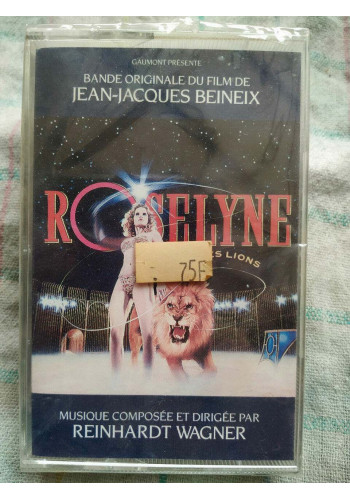 GAUMONT PRÉSENTE
BANDE ORIGINALE DU FILM DE
JEAN-JACQUES BEINEIX
ROSELYNE
LIONS
75F
MUSIQUE COMPOSÉE ET DIRIGÉE PAR
REINHARDT WAGNER